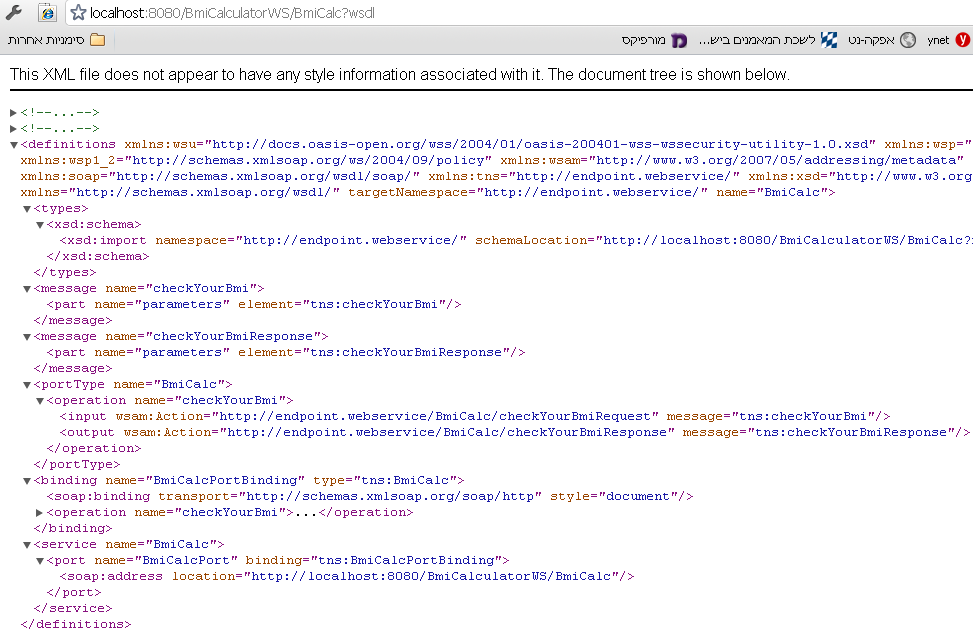 localhost:8080/BmiCalculatorWS/BmiCalc?wsdl
סימניות אחרות מורפיקס לשכת המאמנים ביש... אפקה-נט ynet
This XML file does not appear to have any style information associated with it. The document tree is shown below.
<!--...-->
<!--...-->
<definitions xmlns:wsu="http://docs.oasis-open.org/wss/2004/01/oasis-200401-wss-wssecurity-utility-1.0.xsd" xmlns:wsp="
xmlns:wsp1_2="http://schemas.xmlsoap.org/ws/2004/09/policy" xmlns:wsam="http://www.w3.org/2007/05/addressing/metadata"
xmlns:soap="http://schemas.xmlsoap.org/wsdl/soap/" xmlns:tns="http://endpoint.webservice/" xmlns:xsd="http://www.w3.org
xmlns="http://schemas.xmlsoap.org/wsdl/" targetNamespace="http://endpoint.webservice/" name="BmiCalc">
<types>
<xsd:schema>
<xsd:import namespace="http://endpoint.webservice/" schemaLocation="http://localhost:8080/BmiCalculatorWS/BmiCalc?
</xsd:schema>
</types>
<message name="checkYourBmi">
<part name="parameters" element="tns:checkYourBmi"/>
</message>
<message name="checkYourBmiResponse">
<part name="parameters" element="tns:checkYourBmiResponse"/>
</message>
<portType name="BmiCalc">
<operation name="checkYourBmi">
<input wsam:Action="http://endpoint.webservice/BmiCalc/checkYourBmiRequest" message="tns:checkYourBmi"/>
<output wsam:Action="http://endpoint.webservice/BmiCalc/checkYourBmiResponse" message="tns:checkYourBmiResponse"/>
</operation>
</portType>
<binding name="BmiCalcPortBinding" type="tns:BmiCalc">
<soap:binding transport="http://schemas.xmlsoap.org/soap/http" style="document"/>
<operation name="checkYourBmi">...</operation>
</binding>
<service name="BmiCalc">
<port name="BmiCalcPort" binding="tns:BmiCalcPortBinding">
<soap:address location="http://localhost:8080/BmiCalculatorWS/BmiCalc"/>
</port>
</service>
</definitions>